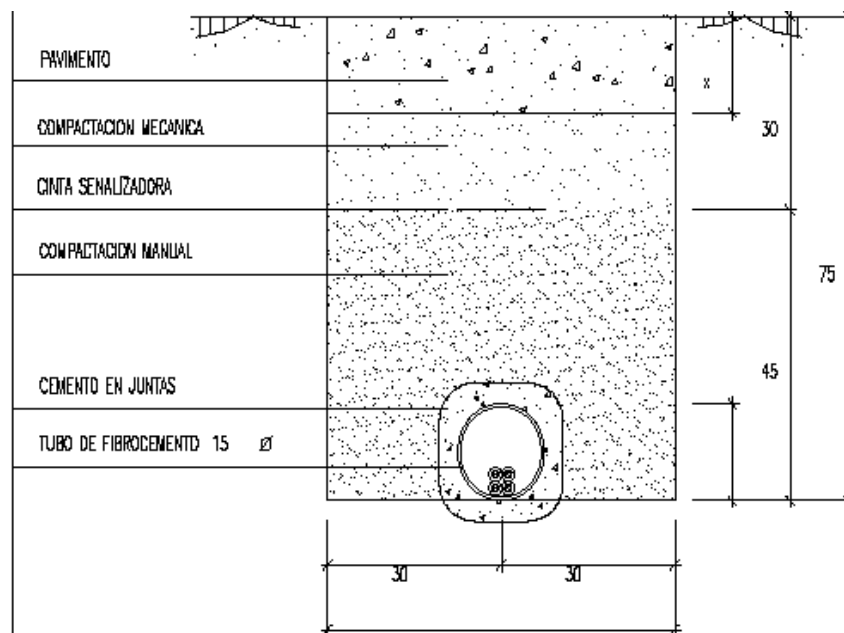 PAVIMENTO
COMPACTACION MECANICA
CINTA SENALIZADORA
COMPACTACION MANUAL
CEMENTO EN JUNTAS
TUBO DE FIBROCEMENTO 15 Ø
x
30
75
45
30 30